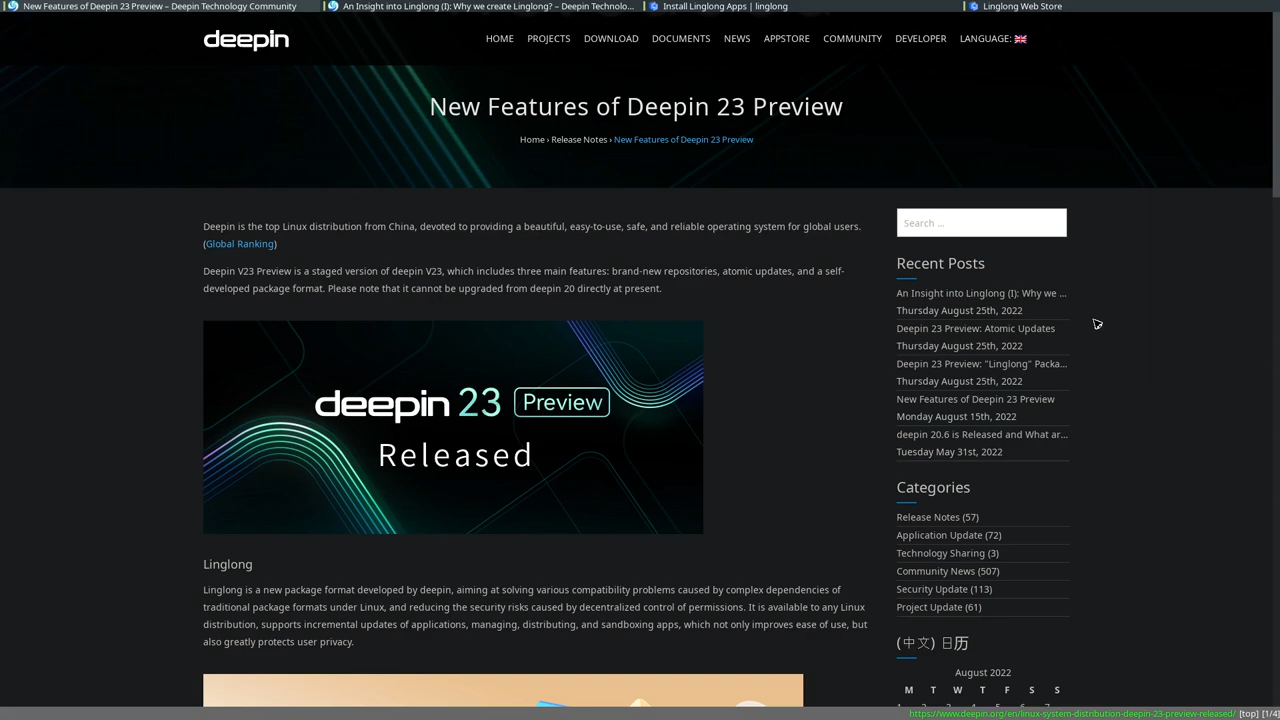 New Features of Deepin 23 Preview – Deepin Technology Community
An Insight into Linglong (I): Why we create Linglong? – Deepin Technolo...
Install Linglong Apps | linglong
Linglong Web Store
deepin
HOME PROJECTS DOWNLOAD DOCUMENTS NEWS APPSTORE COMMUNITY DEVELOPER LANGUAGE:
New Features of Deepin 23 Preview
Home › Release Notes › New Features of Deepin 23 Preview
Deepin is the top Linux distribution from China, devoted to providing a beautiful, easy-to-use, safe, and reliable operating system for global users.
(Global Ranking)
Deepin V23 Preview is a staged version of deepin V23, which includes three main features: brand-new repositories, atomic updates, and a self-
developed package format. Please note that it cannot be upgraded from deepin 20 directly at present.
deepin 23 Preview
Released
Linglong
Linglong is a new package format developed by deepin, aiming at solving various compatibility problems caused by complex dependencies of
traditional package formats under Linux, and reducing the security risks caused by decentralized control of permissions. It is available to any Linux
distribution, supports incremental updates of applications, managing, distributing, and sandboxing apps, which not only improves ease of use, but
also greatly protects user privacy.
Search ...
Recent Posts
An Insight into Linglong (I): Why we ...
Thursday August 25th, 2022
Deepin 23 Preview: Atomic Updates
Thursday August 25th, 2022
Deepin 23 Preview: "Linglong" Packa...
Thursday August 25th, 2022
New Features of Deepin 23 Preview
Monday August 15th, 2022
deepin 20.6 is Released and What ar...
Tuesday May 31st, 2022
Categories
Release Notes (57)
Application Update (72)
Technology Sharing (3)
Community News (507)
Security Update (113)
Project Update (61)
(中文) 日历
August 2022
M T W T F S S
https://www.deepin.org/en/linux-system-distribution-deepin-23-preview-released/ [top] [1/4]